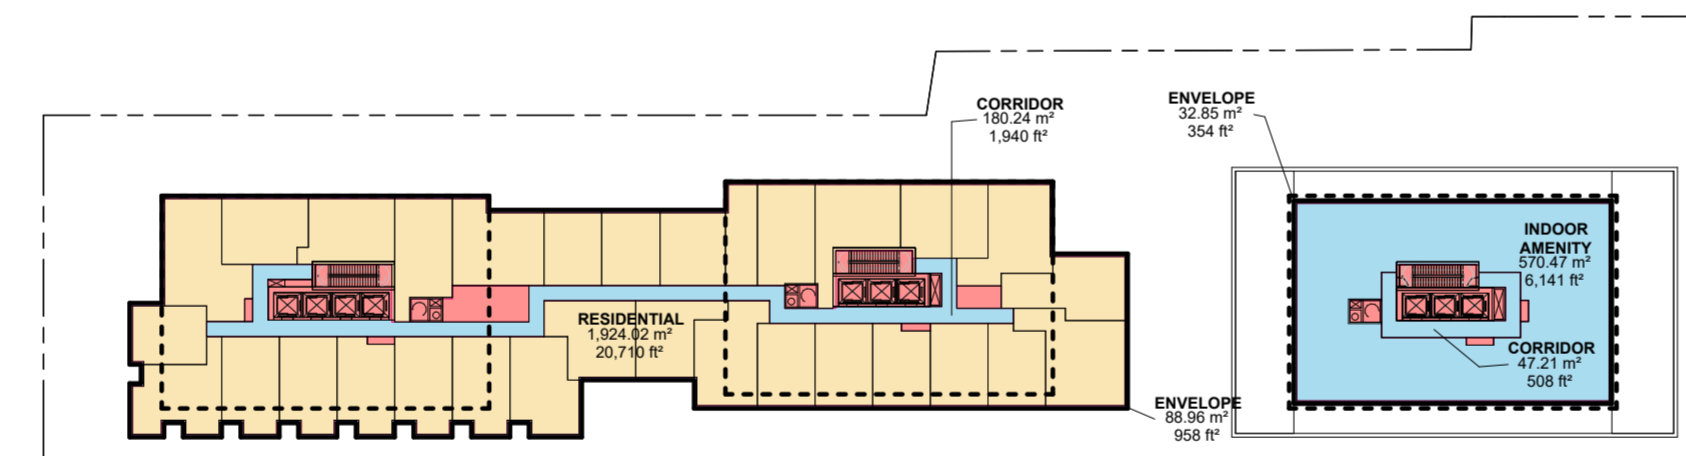 CORRIDOR
180.24 m²
1,940 ft²
ENVELOPE
32.85 m²
354 ft²
RESIDENTIAL
1,924.02 m²
20,710 ft²
INDOOR
AMENITY
570.47 m²
6,141 ft²
CORRIDOR
47.21 m²
508 ft²
ENVELOPE
88.96 m²
958 ft²